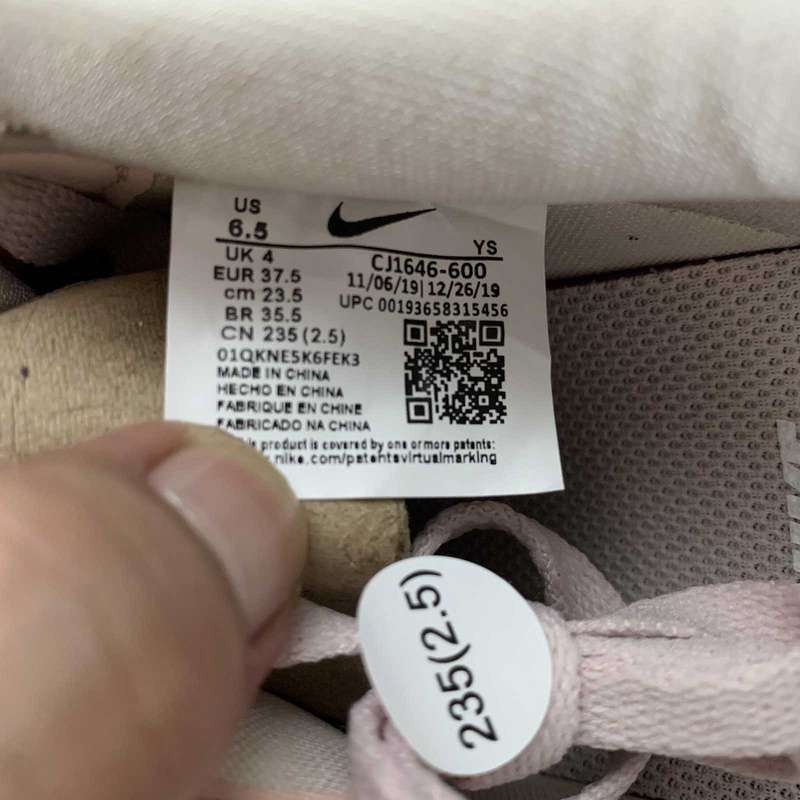 US
6.5
YS
UK 4
EUR 37.5
cm 23.5
BR 35.5
CN 235 (2.5)
CJ1646-600
11/06/19| 12/26/19
UPC 00193658315456
01QKNE5K6FEK3
MADE IN CHINA
HECHO EN CHINA
FABRIQUE EN CHINE
FABRICADO NA CHINA
product is covered by one or more patents:
.nike.com/patentsvirtualmarking
235(2.5)